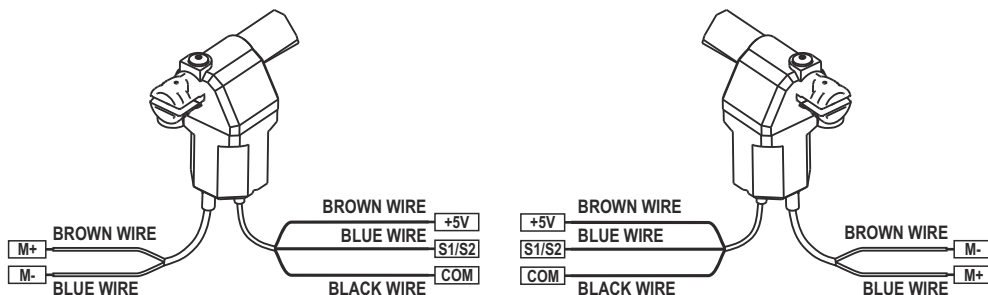 BROWN WIRE +5V
M+ BROWN WIRE BLUE WIRE S1/S2
M- BLUE WIRE BLACK WIRE COM
+5V BROWN WIRE
S1/S2 BLUE WIRE BROWN WIRE M-
COM BLACK WIRE BLUE WIRE M+